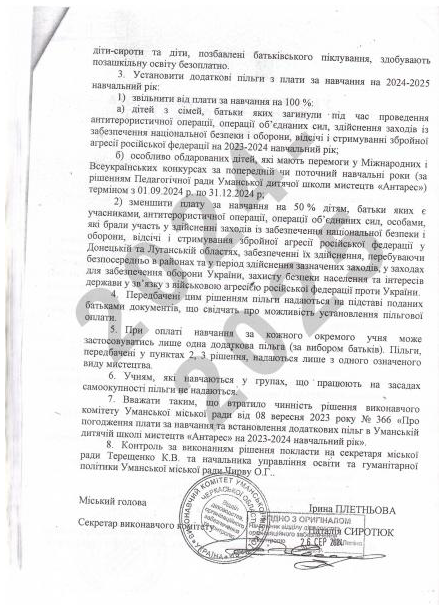 діти-сироти та діти, позбавлені батьківського піклування, здобувають
позашкільну освіту безоплатно.
3. Установити додаткові пільги з плати за навчання на 2024-2025
навчальний рік:
1) звільнити від плати за навчання на 100 %:
а) дітей з сімей, батьки яких загинули під час проведення
антитерористичної операції, операції об'єднаних сил, здійснення заходів із
забезпечення національної безпеки і оборони, відсічі і стримуванні збройної
агресії російської федерації на 2023-2024 навчальний рік;
б) особливо обдарованих дітей, які мають перемоги у Міжнародних і
Всеукраїнських конкурсах за попередній чи поточний навчальні роки (за
рішенням Педагогічної ради Уманської дитячої школи мистецтв «Антарес»)
терміном з 01.09.2024 р. до 31.12.2024 р;
2) зменшити плату за навчання на 50 % дітям, батьки яких є
учасниками, антитерористичної операції, операції об'єднаних сил, особами,
які брали участь у здійсненні заходів із забезпечення національної безпеки і
оборони, відсічі і стримування збройної агресії російської федерації у
Донецькій та Луганській областях, забезпеченні їх здійснення, перебуваючи
безпосередньо в районах та у період здійснення зазначених заходів, у заходах
для забезпечення оборони України, захисту безпеки населення та інтересів
держави у зв'язку з військовою агресією російської федерації проти України.
4. Передбачені цим рішенням пільги надаються на підставі поданих
батьками документів, що свідчать про можливість установлення пільгової
оплати.
5. При оплаті навчання за кожного окремого учня може
застосовуватись лише одна додаткова пільга (за вибором батьків). Пільги,
передбачені у пунктах 2, 3 рішення, надаються лише з одного означеного
виду мистецтва.
6. Учням, які навчаються у групах, що працюють на засадах
самоокупності пільги не надаються.
7. Вважати таким, що втратило чинність рішення виконавчого
комітету Уманської міської ради від 08 вересня 2023 року № 366 «Про
погодження плати за навчання та встановлення додаткових пільг в Уманській
дитячій школі мистецтв «Антарес» на 2023-2024 навчальний рік».
8. Контроль за виконанням рішення покласти на секретаря міської
ради Терещенко К.В. та начальника управління освіти та гуманітарної
політики Уманської міської ради Чирву О.Г..
Міський голова Ірина ПЛЕТНЬОВА
ЗГІДНО З ОРИГІНАЛОМ
Секретар виконавчого комітету Наталія СИРОТЮК
26 СЕР 2024